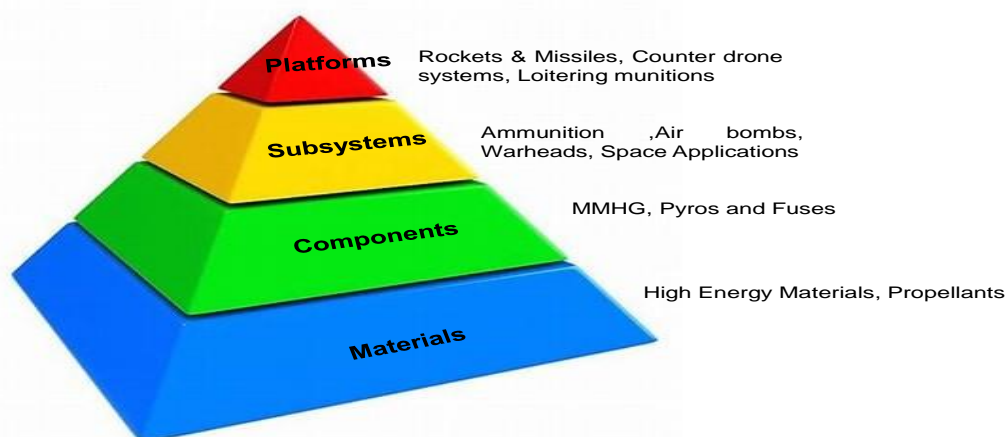 Platforms
Rockets & Missiles, Counter drone
systems, Loitering munitions
Subsystems
Ammunition ,Air bombs,
Warheads, Space Applications
Components
MMHG, Pyros and Fuses
Materials
High Energy Materials, Propellants